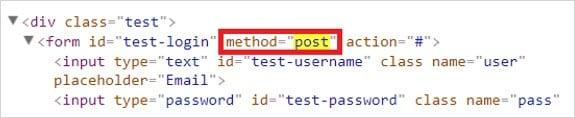 <div class="test">
<form id="test-login" method="post" action="#">
<input type="text" id="test-username" class name="user"
placeholder="Email">
<input type="password" id="test-password" class name="pass"